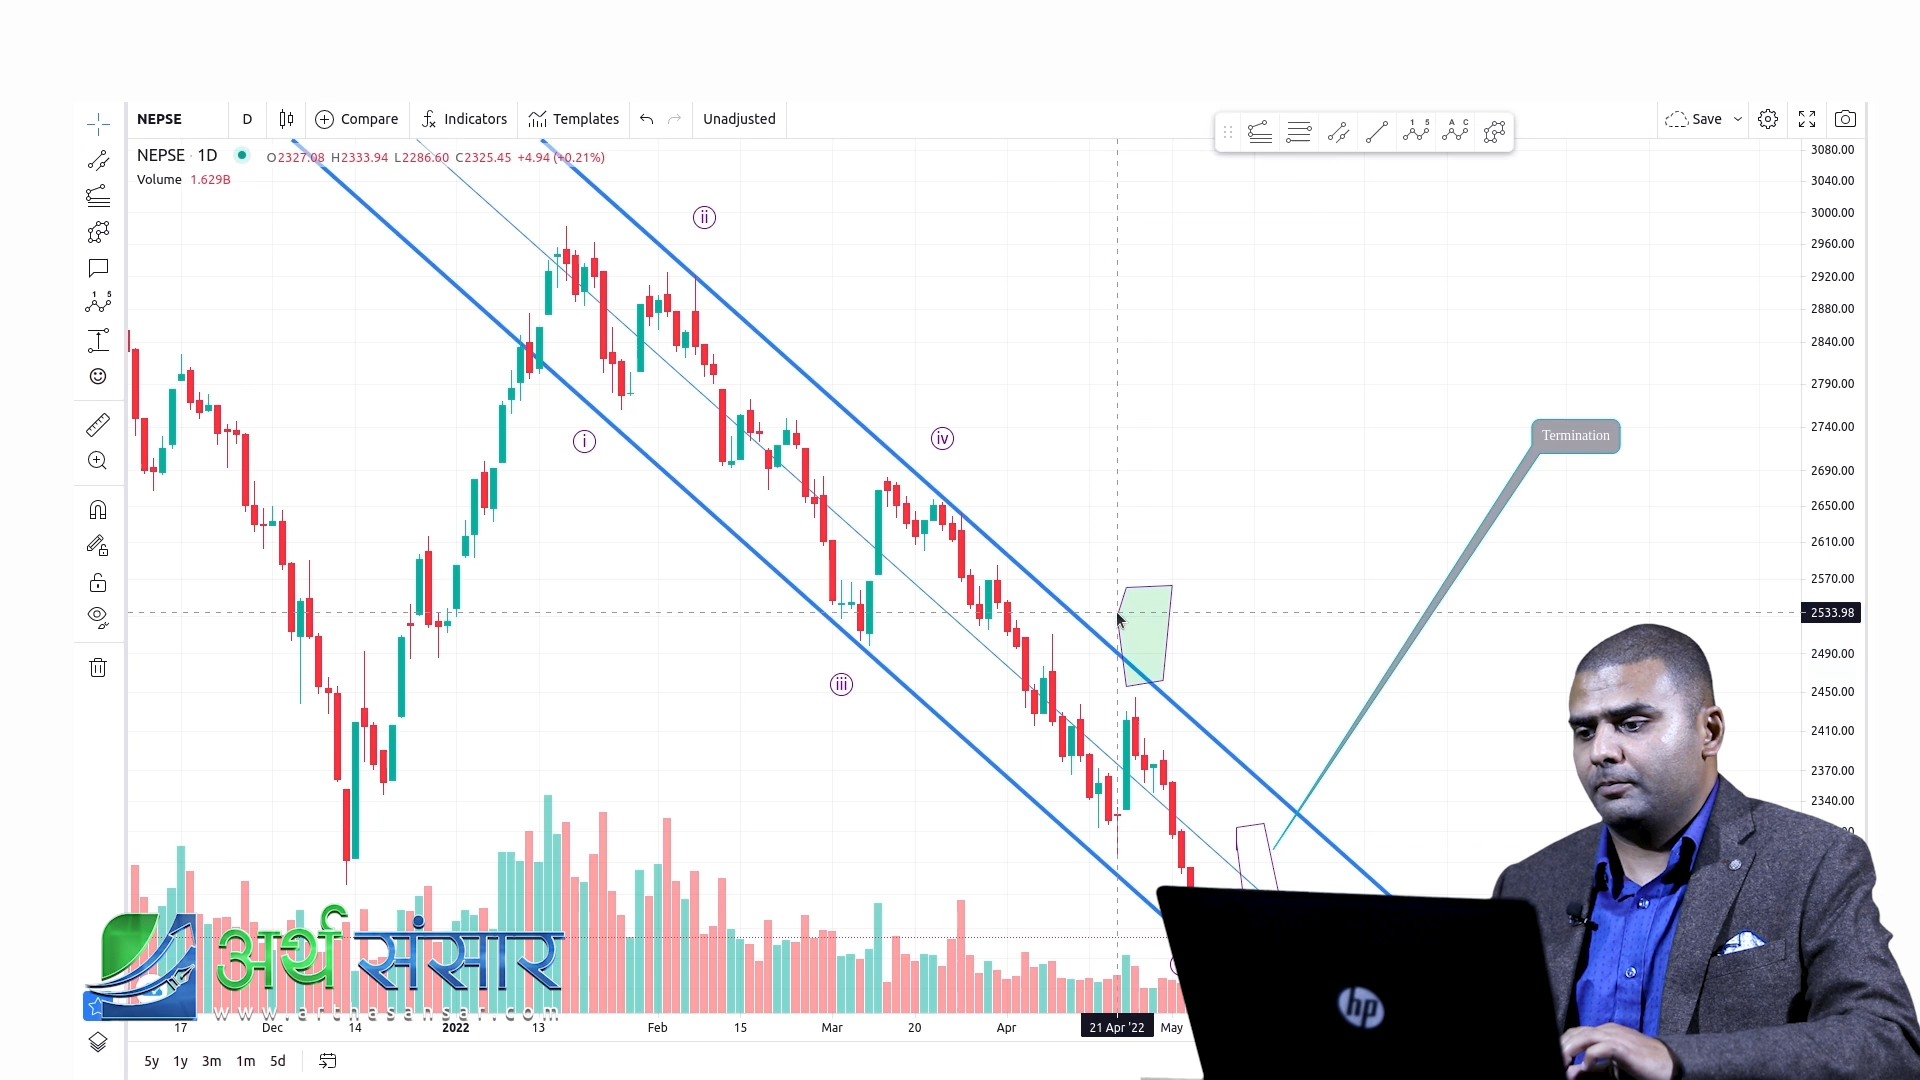 NEPSE D Compare Indicators Templates Unadjusted Save
NEPSE · 1D O2327.08 H2333.94 L2286.60 C2325.45 +4.94 (+0.21%)
Volume 1.629B
3080.00
3040.00
3000.00
2960.00
2920.00
2880.00
2840.00
2790.00
2740.00
2690.00
2650.00
2610.00
2570.00
2533.98
2490.00
2450.00
2410.00
2370.00
2340.00
ii
i
iv
iii
Termination
1 5
A C
1 5
अर्थ संसार
www.arthasansar.com
hp
17 Dec 14 2022 13 Feb 15 Mar 20 Apr 21 Apr '22 May
5y 1y 3m 1m 5d